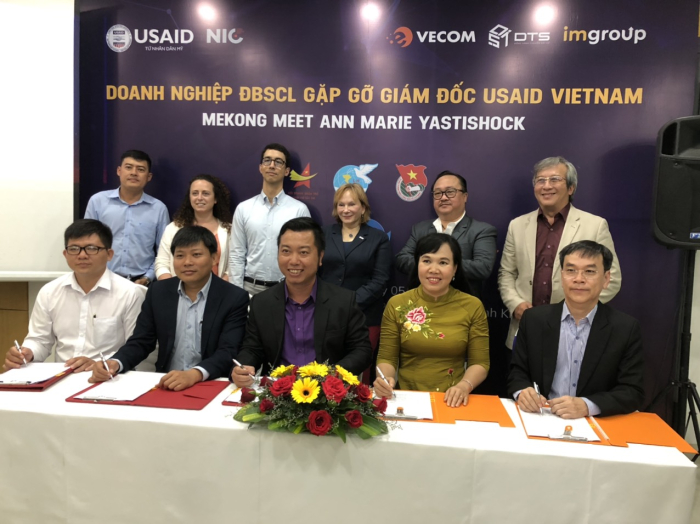 USAID
TỪ NHÂN DÂN MỸ
NIC
VECOM
DTS
imgroup
DOANH NGHIỆP ĐBSCL GẶP GỠ GIÁM ĐỐC USAID VIETNAM
MEKONG MEET ANN MARIE YASTISHOCK